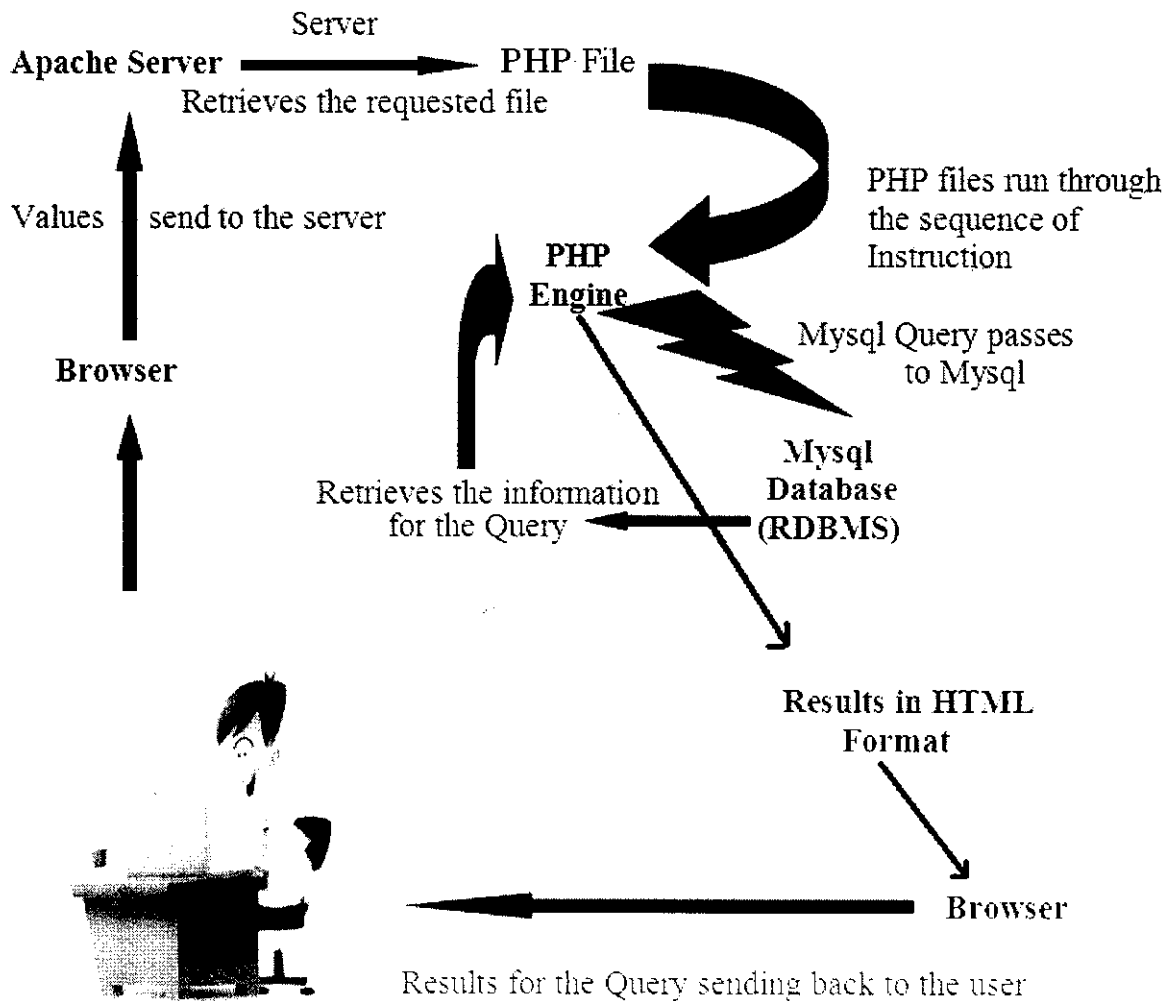 Server
Apache Server
PHP File
Retrieves the requested file
PHP files run through
the sequence of
Instruction
Values send to the server
PHP
Engine
Mysql Query passes
to Mysql
Browser
Mysql
Database
(RDBMS)
Retrieves the information
for the Query
Results in HTML
Format
Browser
Results for the Query sending back to the user